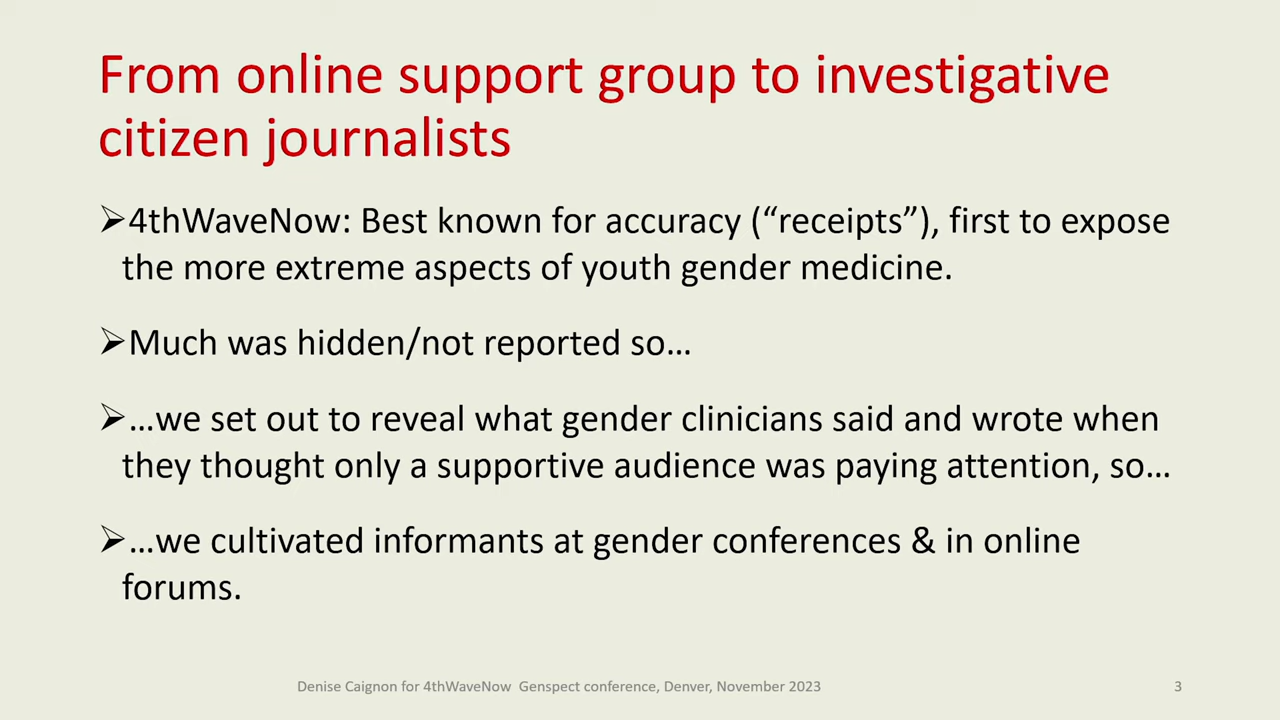 From online support group to investigative
citizen journalists
➢4thWaveNow: Best known for accuracy (“receipts”), first to expose
the more extreme aspects of youth gender medicine.
➢Much was hidden/not reported so…
➢…we set out to reveal what gender clinicians said and wrote when
they thought only a supportive audience was paying attention, so…
➢…we cultivated informants at gender conferences & in online
forums.
Denise Caignon for 4thWaveNow  Genspect conference, Denver, November 2023
3